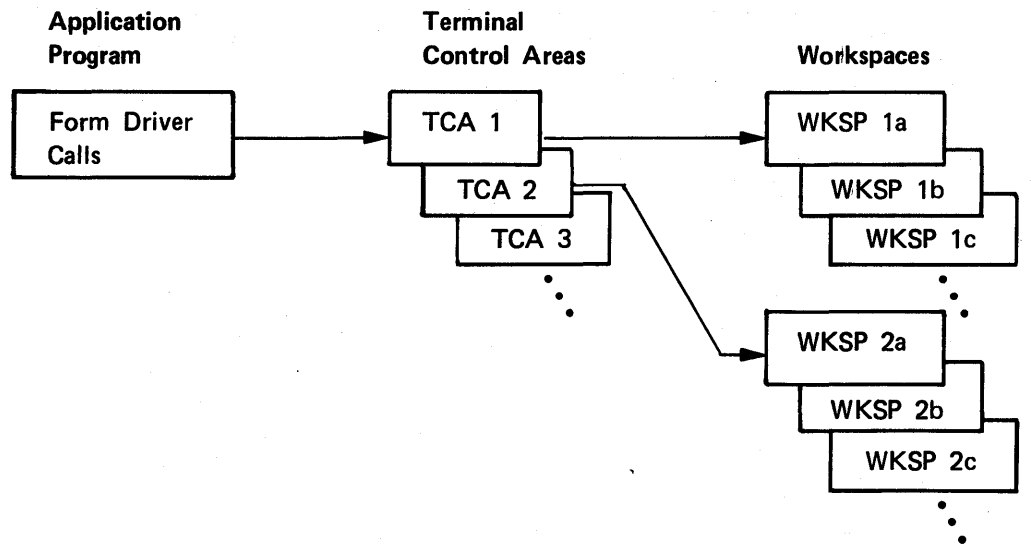 Application
Program
Terminal
Control Areas
Workspaces
Form Driver
Calls
TCA 1
TCA 2
TCA 3
WKSP 1a
WKSP 1b
WKSP 1c
WKSP 2a
WKSP 2b
WKSP 2c